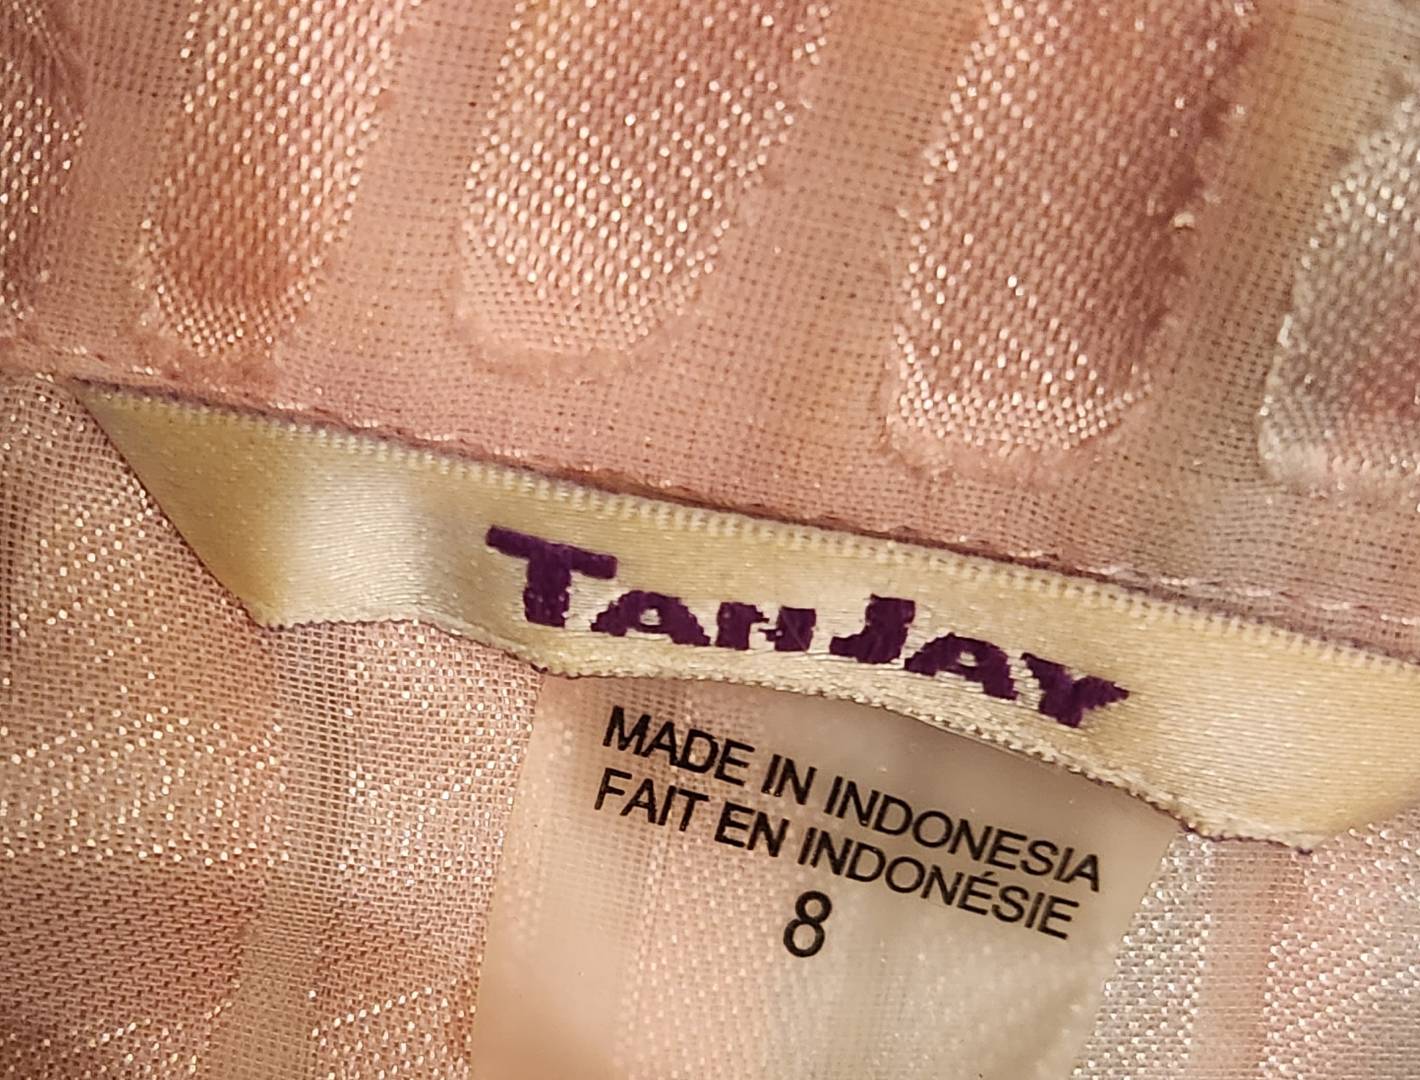 TANJAY
MADE IN INDONESIA
FAIT EN INDONÉSIE
8